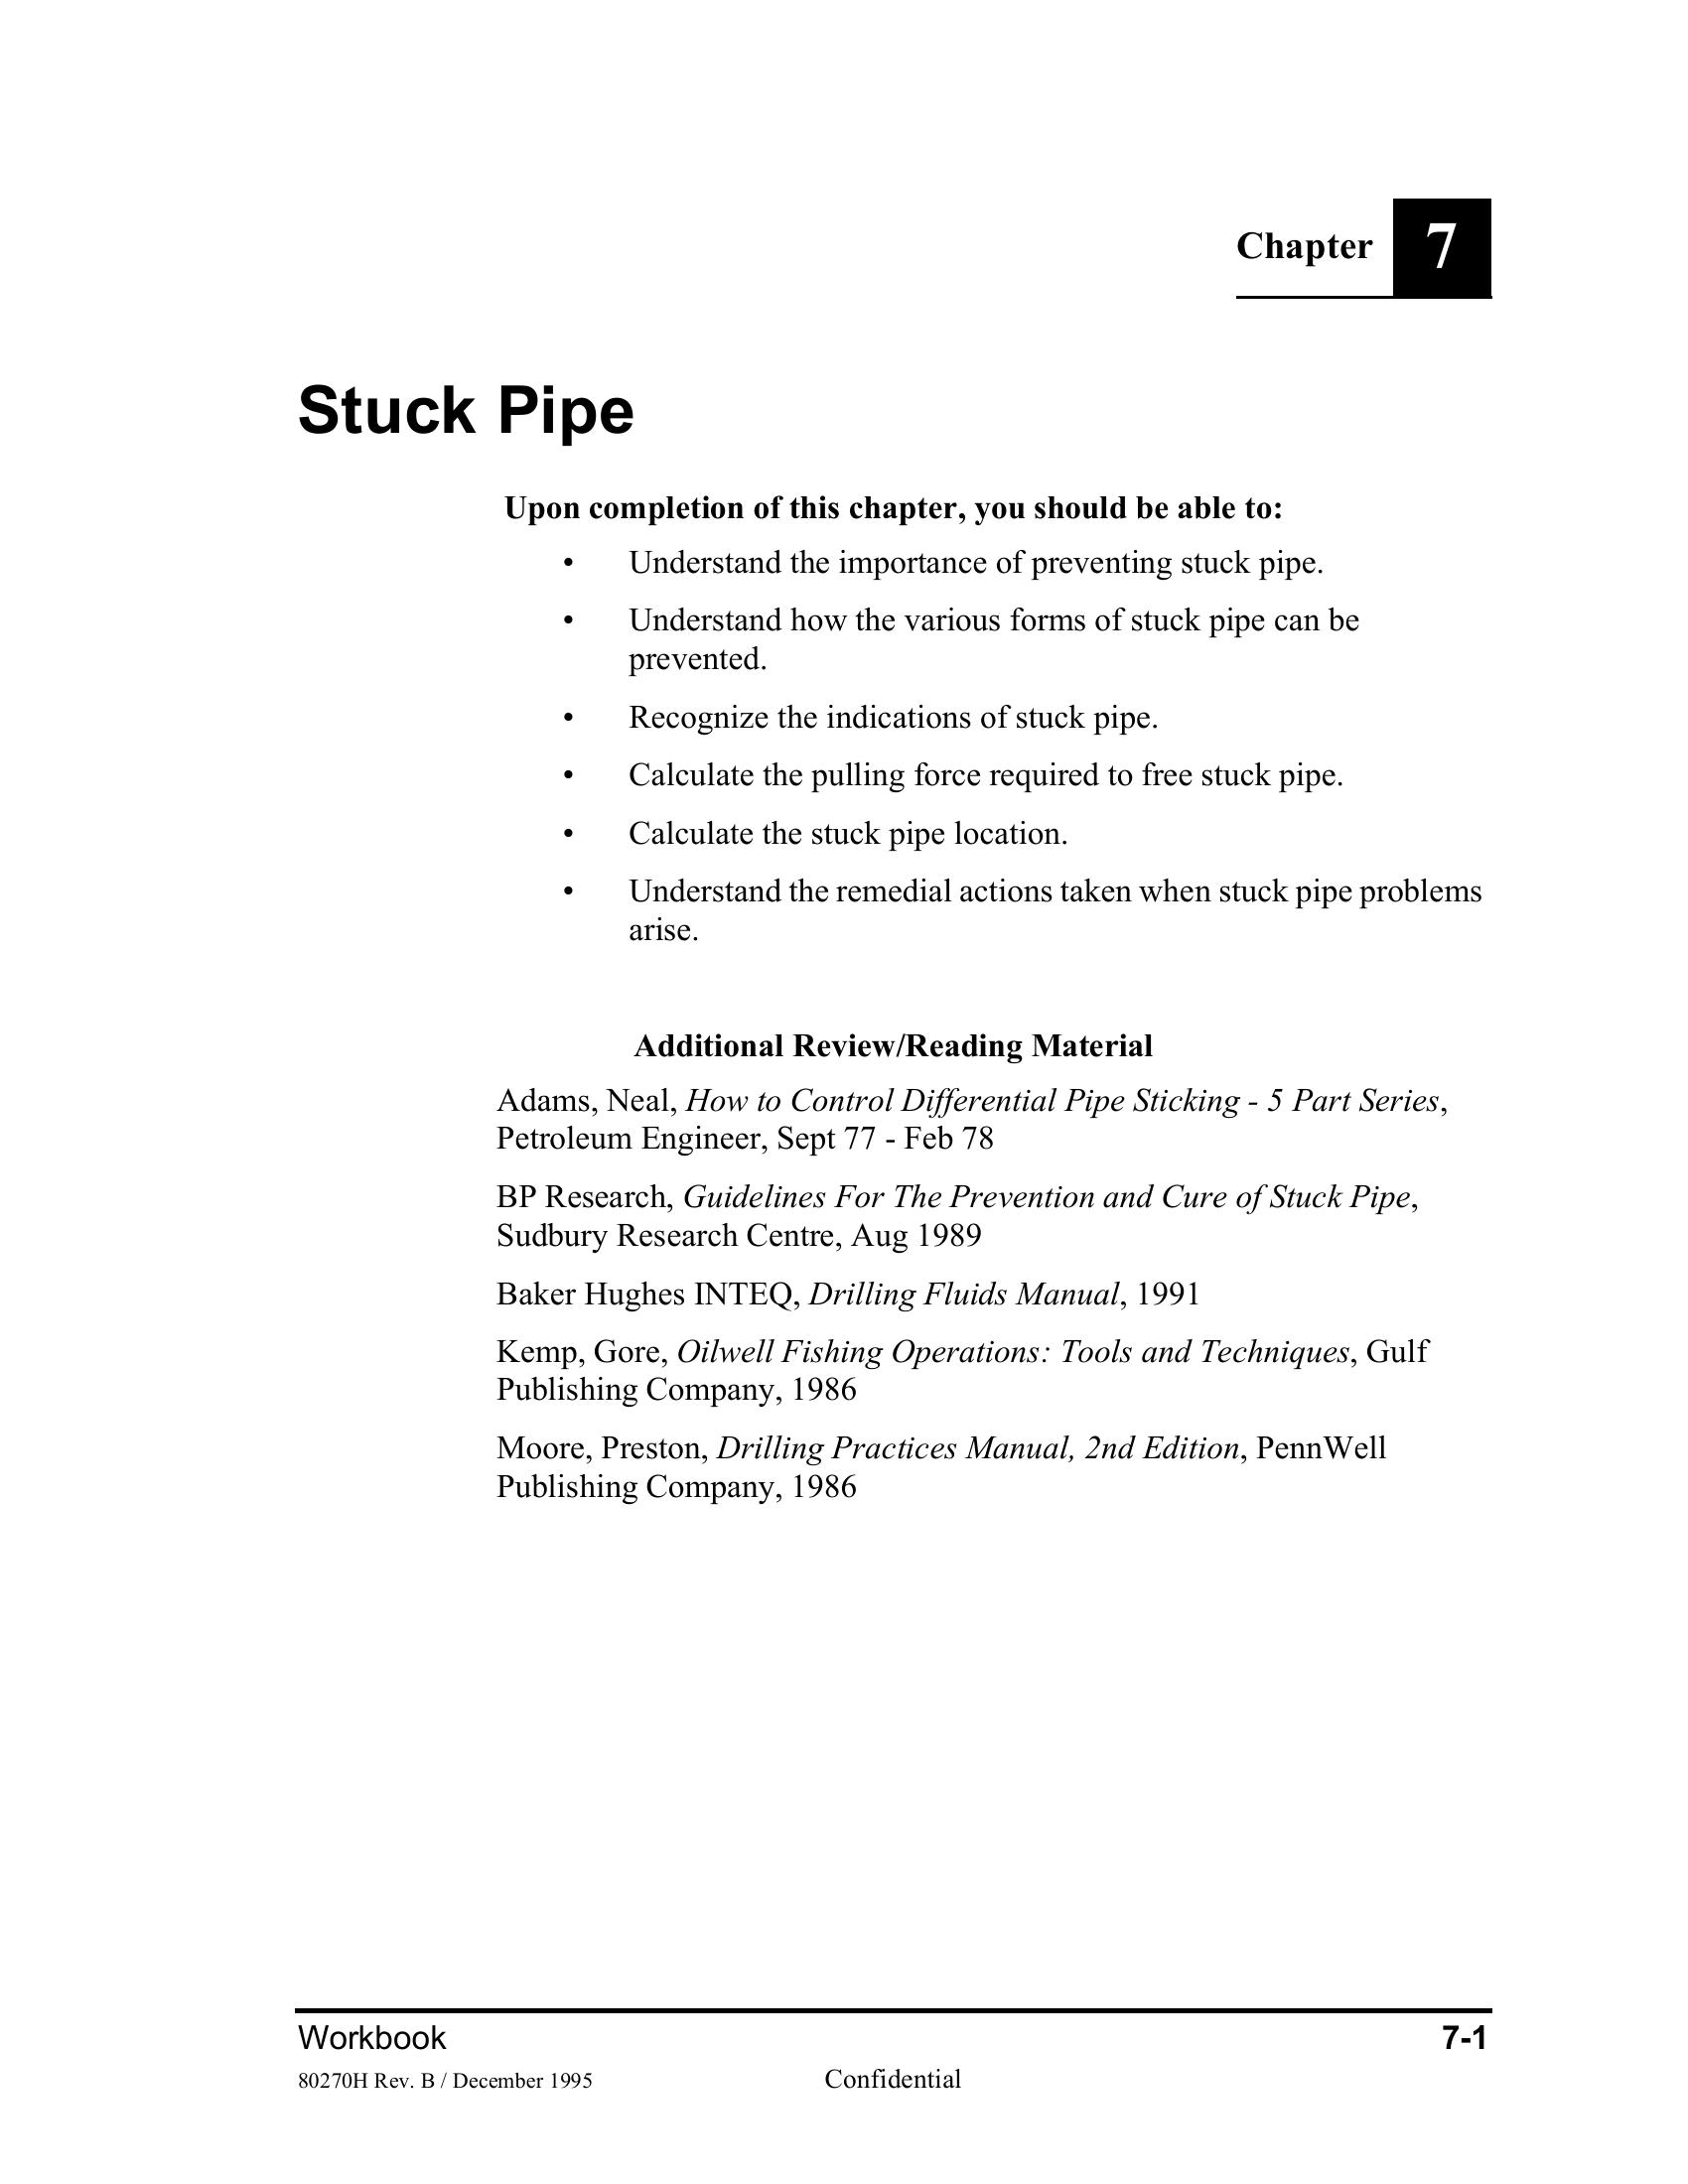 Chapter 7
Stuck Pipe
Upon completion of this chapter, you should be able to:
• Understand the importance of preventing stuck pipe.
• Understand how the various forms of stuck pipe can be
prevented.
• Recognize the indications of stuck pipe.
• Calculate the pulling force required to free stuck pipe.
• Calculate the stuck pipe location.
• Understand the remedial actions taken when stuck pipe problems
arise.
Additional Review/Reading Material
Adams, Neal, How to Control Differential Pipe Sticking - 5 Part Series,
Petroleum Engineer, Sept 77 - Feb 78
BP Research, Guidelines For The Prevention and Cure of Stuck Pipe,
Sudbury Research Centre, Aug 1989
Baker Hughes INTEQ, Drilling Fluids Manual, 1991
Kemp, Gore, Oilwell Fishing Operations: Tools and Techniques, Gulf
Publishing Company, 1986
Moore, Preston, Drilling Practices Manual, 2nd Edition, PennWell
Publishing Company, 1986
Workbook 7-1
80270H Rev. B / December 1995 Confidential